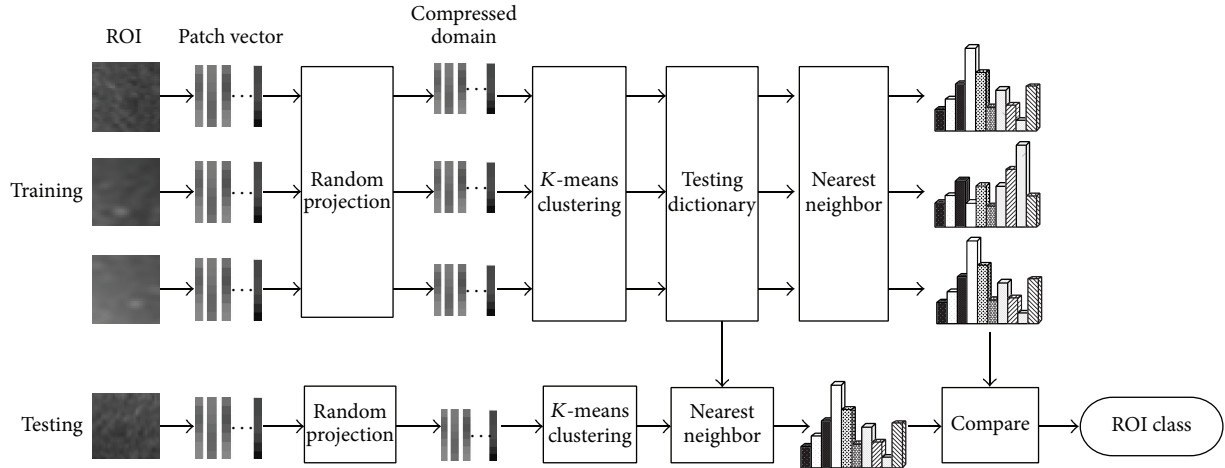 ROI
Patch vector
Compressed
domain
Training
Random
projection
K-means
clustering
Testing
dictionary
Nearest
neighbor
Testing
Random
projection
K-means
clustering
Nearest
neighbor
Compare
ROI class